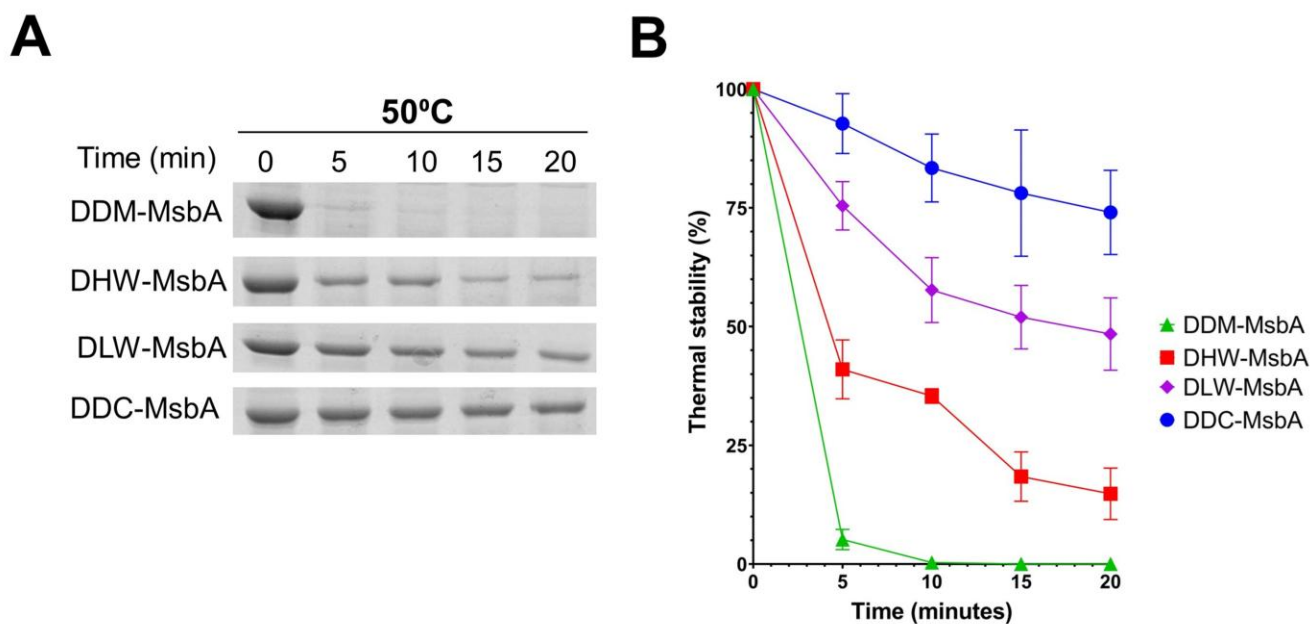 A
50ºC
Time (min) 0 5 10 15 20
DDM-MsbA
DHW-MsbA
DLW-MsbA
DDC-MsbA
B
Thermal stability (%)
100
75
50
25
0
0 5 10 15 20
Time (minutes)
DDM-MsbA
DHW-MsbA
DLW-MsbA
DDC-MsbA